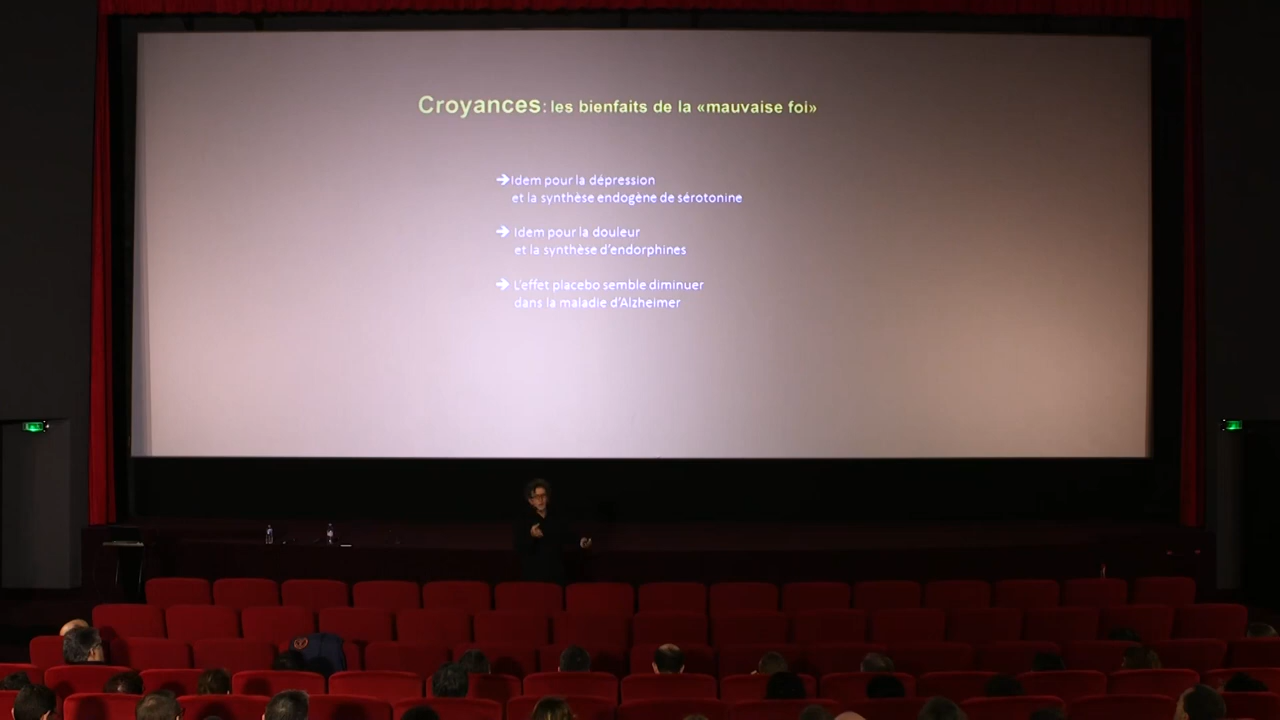 Croyances: les bienfaits de la «mauvaise foi»
➔Idem pour la dépression
et la synthèse endogène de sérotonine
➔ Idem pour la douleur
et la synthèse d'endorphines
➔ L'effet placebo semble diminuer
dans la maladie d'Alzheimer